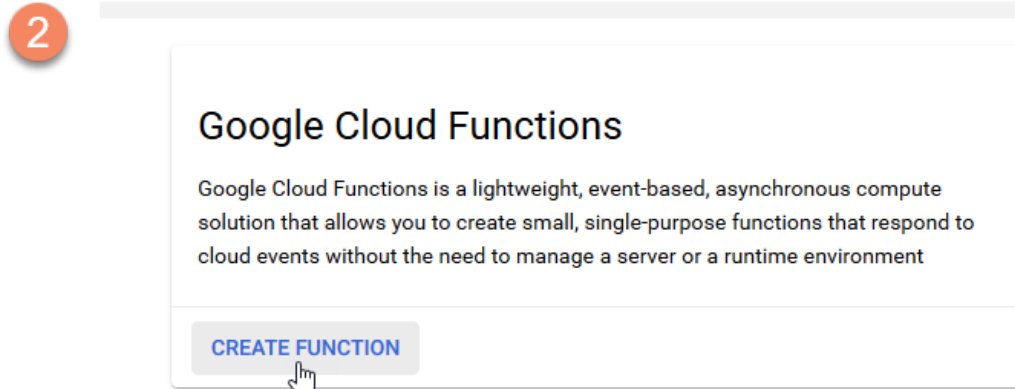 2
Google Cloud Functions
Google Cloud Functions is a lightweight, event-based, asynchronous compute
solution that allows you to create small, single-purpose functions that respond to
cloud events without the need to manage a server or a runtime environment
CREATE FUNCTION